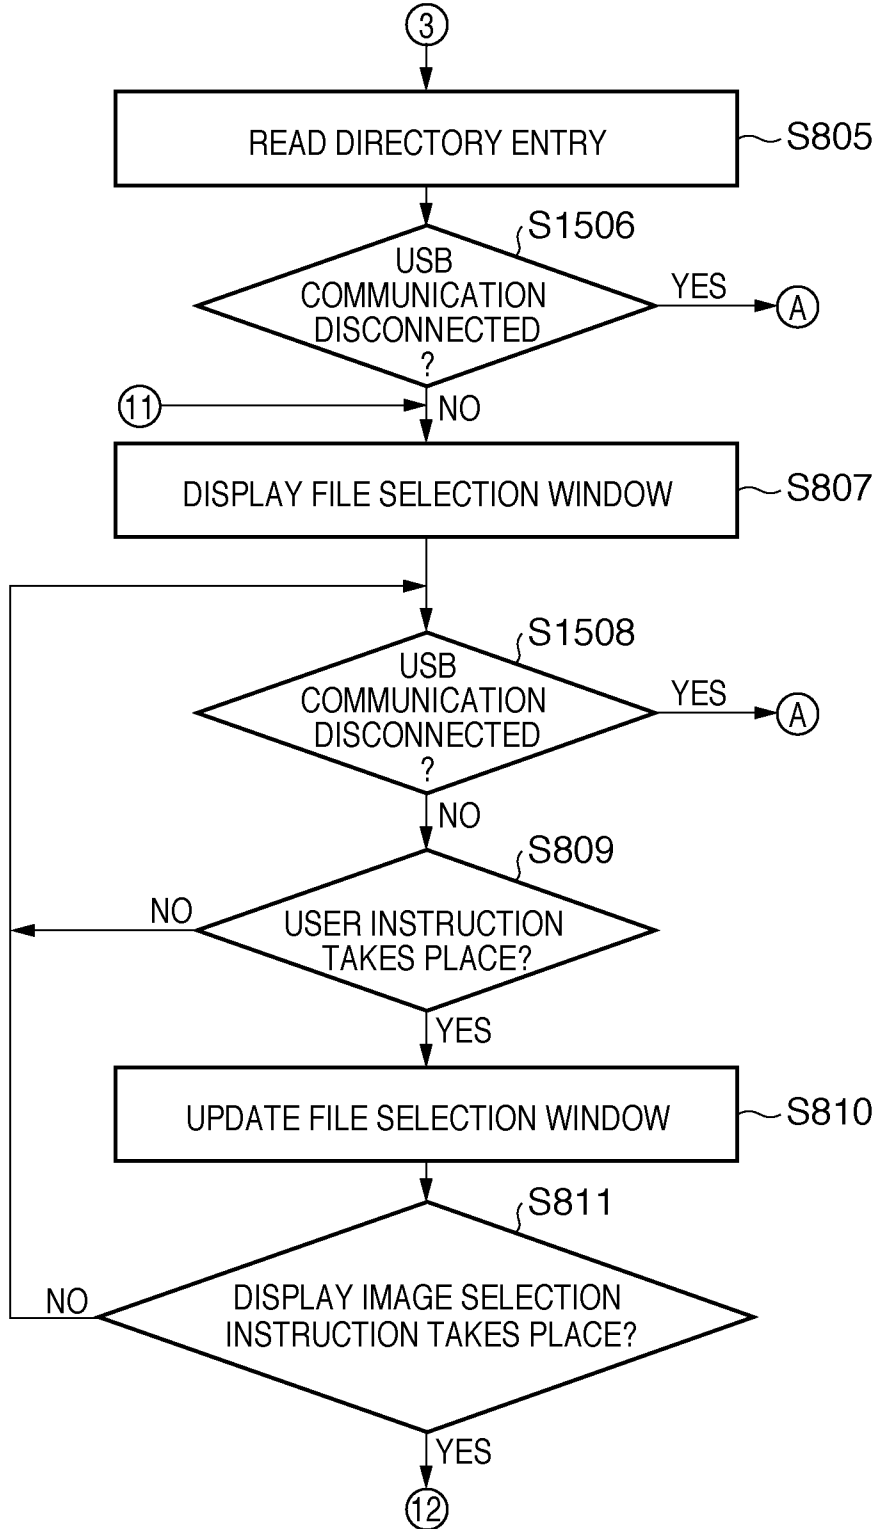 3
READ DIRECTORY ENTRY
S805
S1506
USB
COMMUNICATION
DISCONNECTED
?
YES
A
11
NO
DISPLAY FILE SELECTION WINDOW
S807
S1508
USB
COMMUNICATION
DISCONNECTED
?
YES
A
NO
S809
NO
USER INSTRUCTION
TAKES PLACE?
YES
UPDATE FILE SELECTION WINDOW
S810
S811
NO
DISPLAY IMAGE SELECTION
INSTRUCTION TAKES PLACE?
YES
12